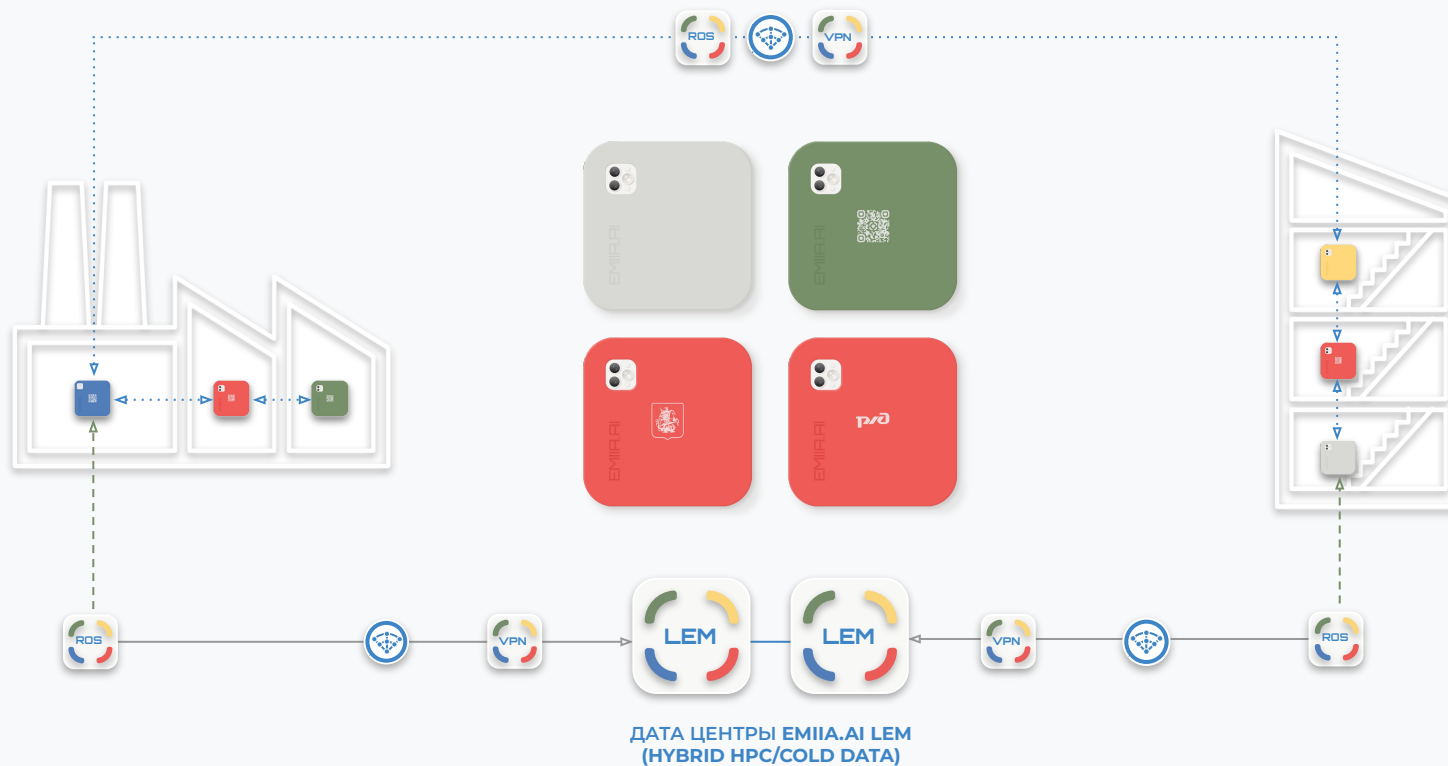 ROS
VPN
EMIIA.AI
EMIIA.AI
EMIIA.AI
EMIIA.AI
pжд
ROS
VPN
LEM
LEM
VPN
ROS
ДАТА ЦЕНТРЫ EMIIA.AI LEM
(HYBRID HPC/COLD DATA)